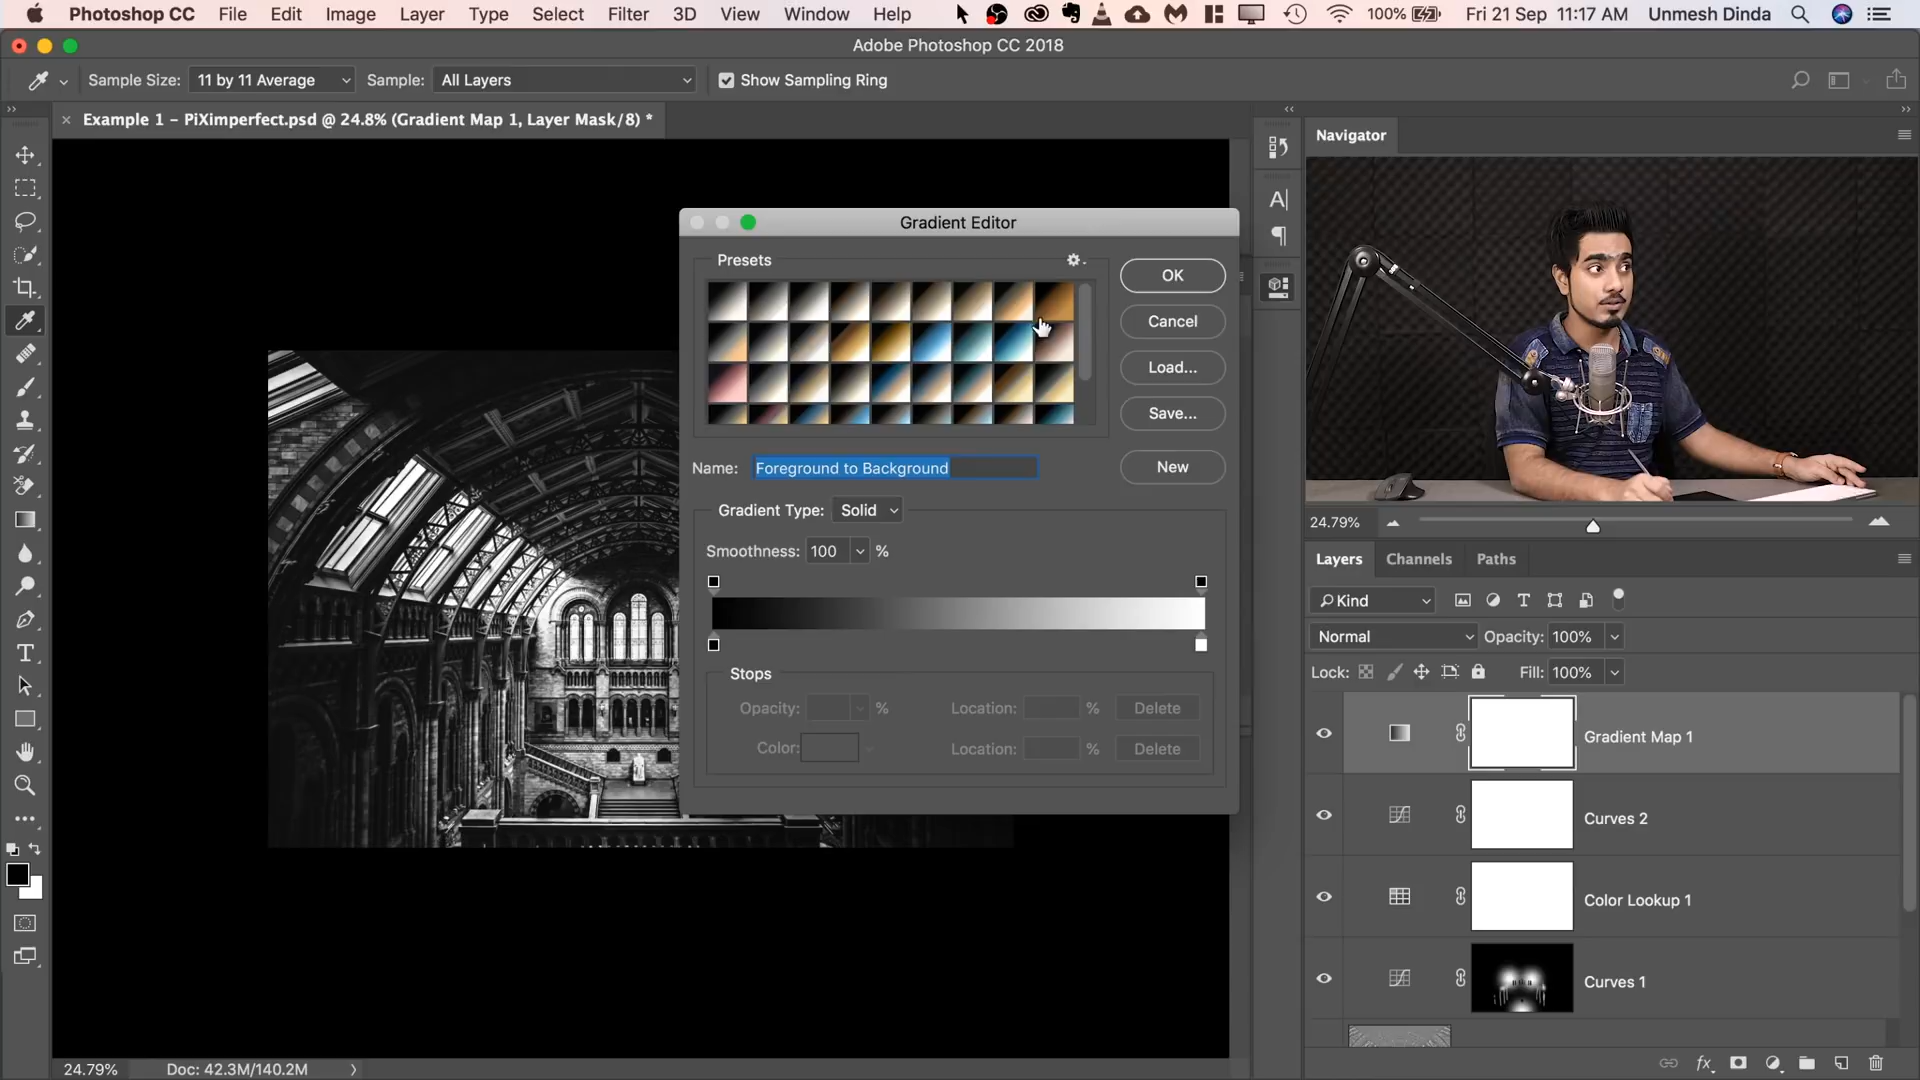 Photoshop CC File Edit Image Layer Type Select Filter 3D View Window Help 100% Fri 21 Sep 11:17 AM Unmesh Dinda
Adobe Photoshop CC 2018
Sample Size: 11 by 11 Average Sample: All Layers Show Sampling Ring
Example 1 - PiXimperfect.psd @ 24.8% (Gradient Map 1, Layer Mask/8) *
Navigator
Gradient Editor
Presets
OK
Cancel
Load...
Save...
Name: Foreground to Background
New
Gradient Type: Solid
Smoothness: 100 %
Stops
Opacity: % Location: % Delete
Color: Location: % Delete
24.79%
Layers Channels Paths
Kind
Normal Opacity: 100%
Lock: Fill: 100%
Gradient Map 1
Curves 2
Color Lookup 1
Curves 1
fx
24.79% Doc: 42.3M/140.2M